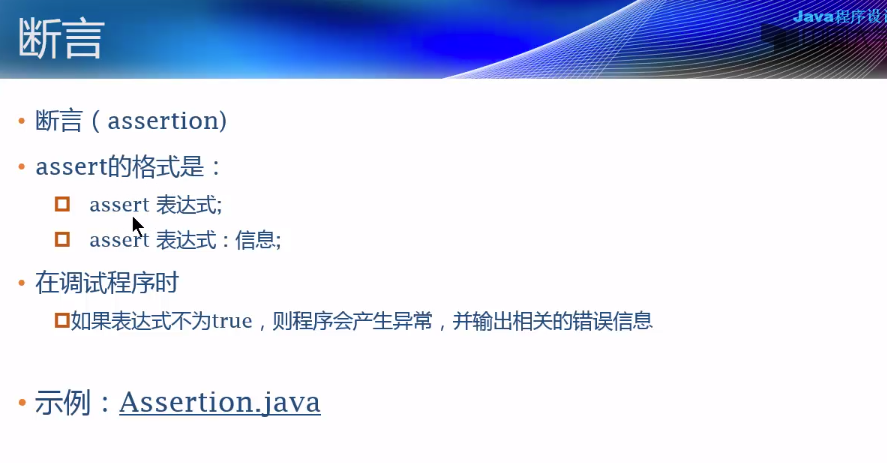 Java程序设
断言
断言（assertion)
assert的格式是：
assert 表达式;
assert 表达式：信息;
在调试程序时
如果表达式不为true，则程序会产生异常，并输出相关的错误信息
示例：Assertion.java